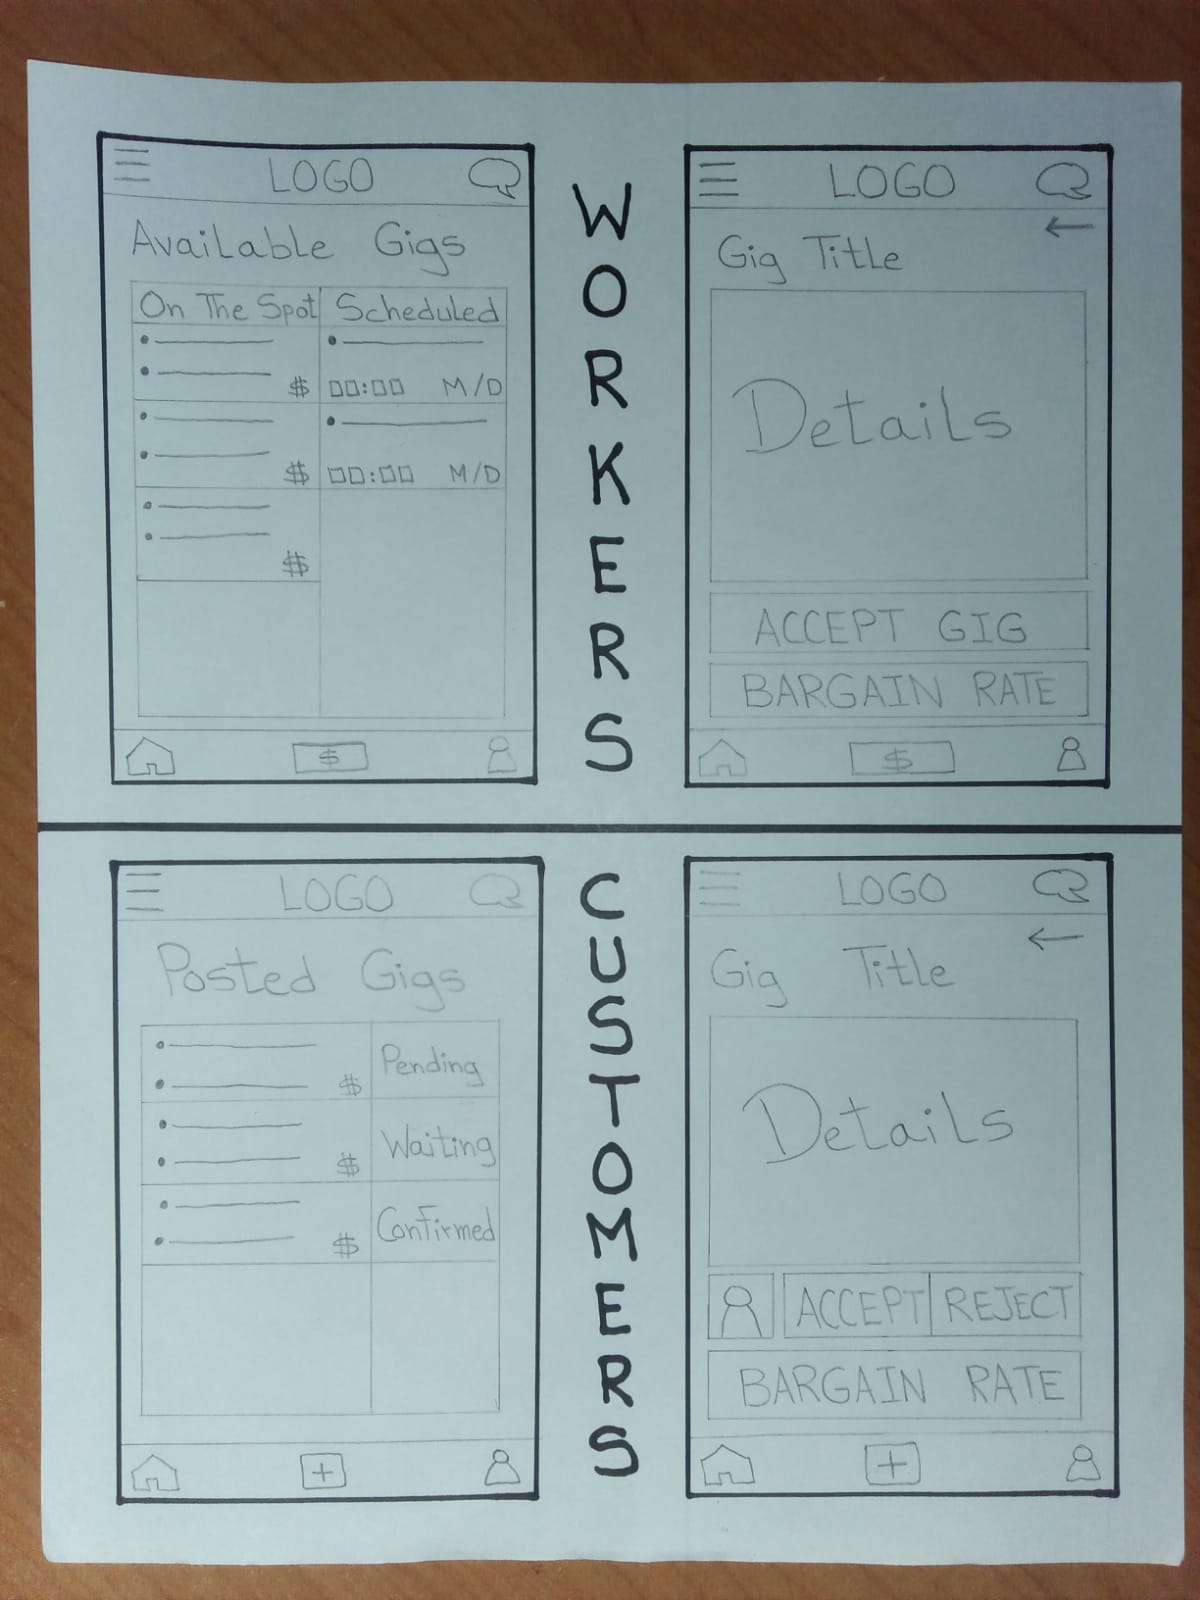 LOGO
Available Gigs
On The Spot Scheduled
$ 00:00 M/D
$ 00:00 M/D
$
$
WORKERS
LOGO
Gig Title
Details
ACCEPT GIG
BARGAIN RATE
$
LOGO
Posted Gigs
$ Pending
$ Waiting
$ Confirmed
CUSTOMERS
LOGO
Gig Title
Details
ACCEPT REJECT
BARGAIN RATE